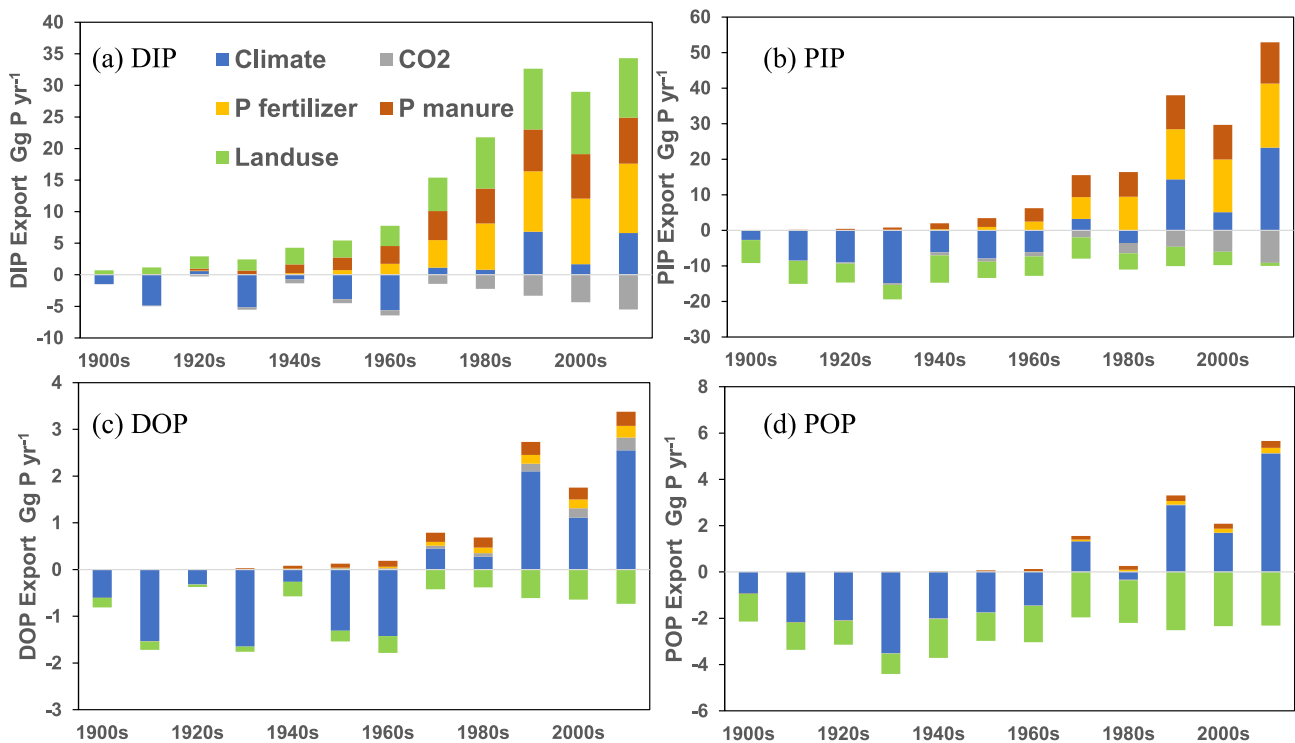 (a) DIP
Climate
CO2
P fertilizer
P manure
Landuse
DIP Export Gg P yr-1
40
35
30
25
20
15
10
5
0
-5
-10
1900s
1920s
1940s
1960s
1980s
2000s
(b) PIP
PIP Export Gg P yr-1
60
50
40
30
20
10
0
-10
-20
-30
1900s
1920s
1940s
1960s
1980s
2000s
(c) DOP
DOP Export Gg P yr-1
4
3
2
1
0
-1
-2
-3
1900s
1920s
1940s
1960s
1980s
2000s
(d) POP
POP Export Gg P yr-1
8
6
4
2
0
-2
-4
-6
1900s
1920s
1940s
1960s
1980s
2000s